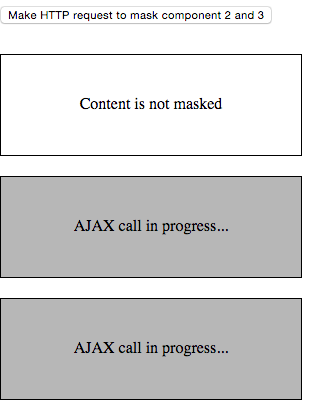 Make HTTP request to mask component 2 and 3
Content is not masked
AJAX call in progress...
AJAX call in progress...